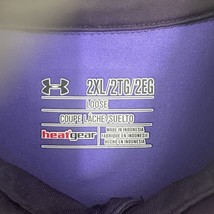 2XL/2TG/2EG
LOOSE
COUPE LÂCHE/SUELTO
heatgear
MADE IN INDONESIA
FABRIQUÉ EN INDONÉSIE
HECHO EN INDONESIA